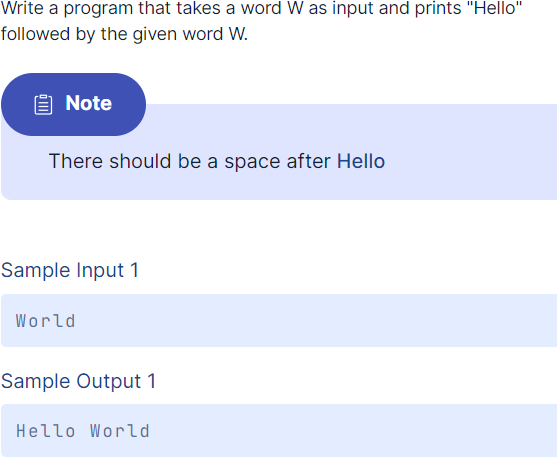 Write a program that takes a word W as input and prints "Hello"
followed by the given word W.
Note
There should be a space after Hello
Sample Input 1
World
Sample Output 1
Hello World